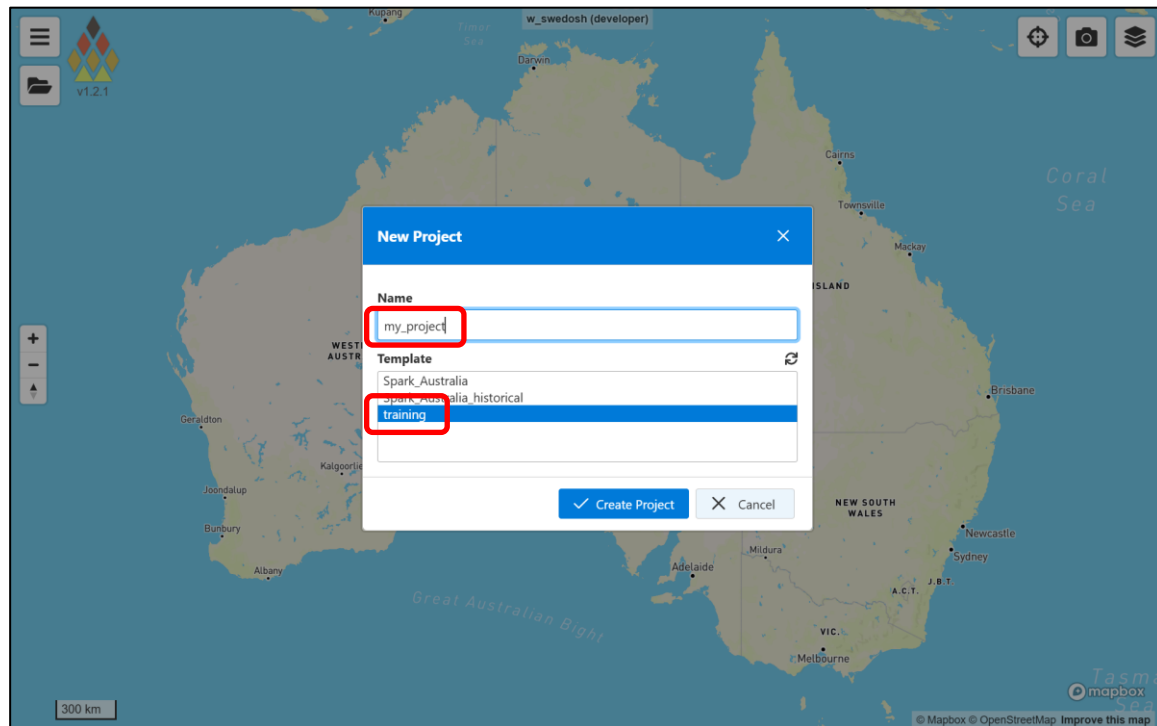 Kupang
Timor
Sea
w_swedosh (developer)
Darwin
v1.2.1
Cairns
Coral
Sea
Townsville
Mackay
New Project
ISLAND
Name
my_project
WEST
AUSTR
Template
Spark_Australia
Spark_Australia_historical
training
Brisbane
Geraldton
Kalgoorlie
Joondalup
Create Project
Cancel
NEW SOUTH
WALES
Bunbury
Newcastle
Mildura
Sydney
Albany
Adelaide
J.B.T
A.C.T.
Great Australian Bight
VIC.
Melbourne
Tasm
Sea
mapbox
300 km
© Mapbox © OpenStreetMap Improve this map